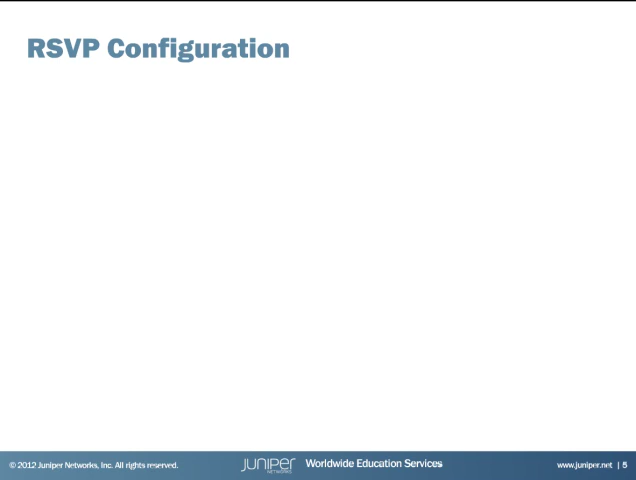 RSVP Configuration
© 2012 Juniper Networks, Inc. All rights reserved.
JUNIPER
NETWORKS
Worldwide Education Services
www.juniper.net | 5